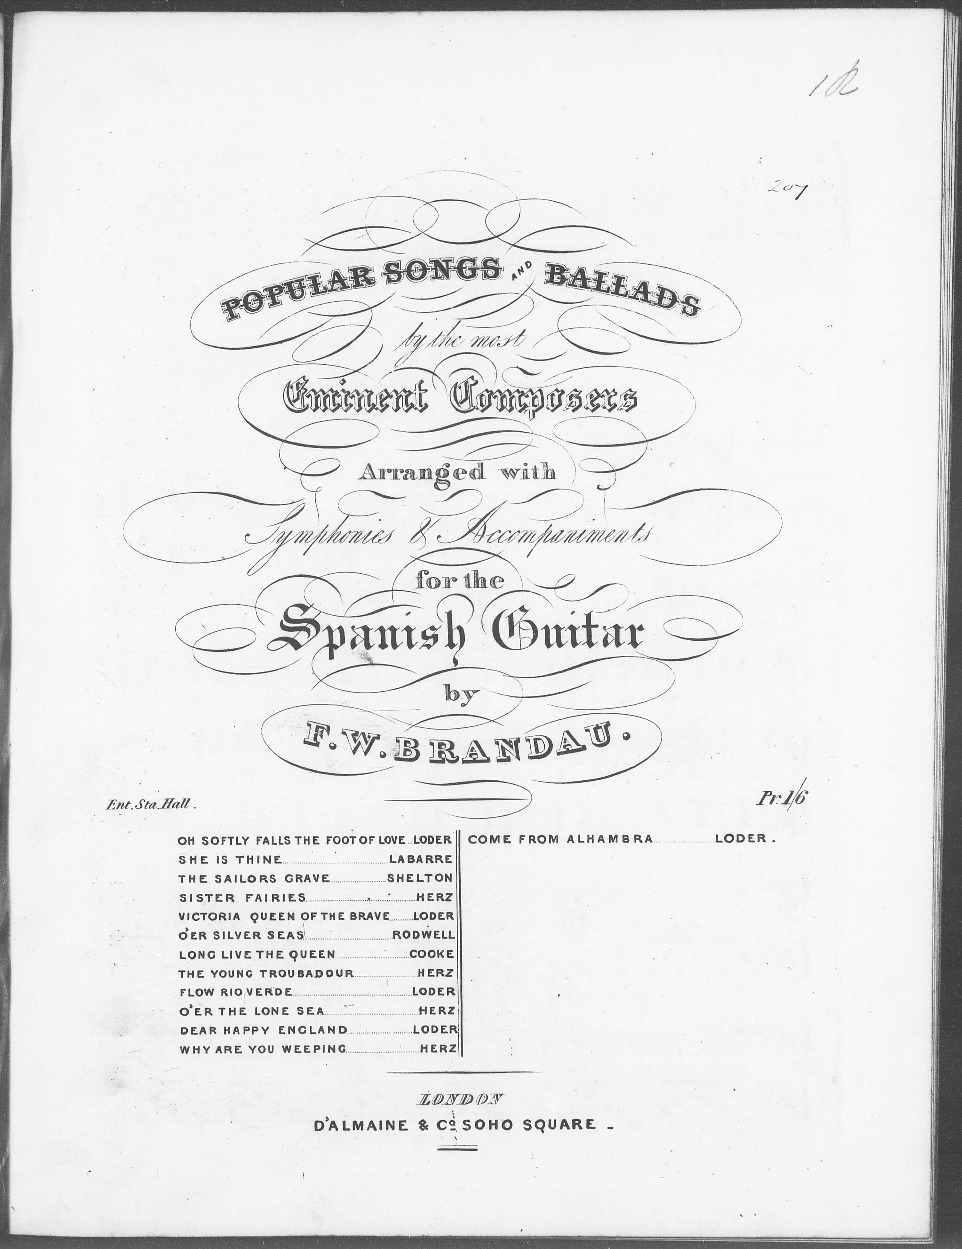 207
POPULAR SONGS AND BALLADS
by the most
Eminent Composers
Arranged with
Symphonies & Accompaniments
for the
Spanish Guitar
by
F. W. BRANDAU.
Ent. Sta. Hall.
Pr. 1/6
OH SOFTLY FALLS THE FOOT OF LOVE LODER
SHE IS THINE LABARRE
THE SAILORS GRAVE SHELTON
SISTER FAIRIES HERZ
VICTORIA QUEEN OF THE BRAVE LODER
O'ER SILVER SEAS RODWELL
LONG LIVE THE QUEEN COOKE
THE YOUNG TROUBADOUR HERZ
FLOW RIO VERDE LODER
O'ER THE LONE SEA HERZ
DEAR HAPPY ENGLAND LODER
WHY ARE YOU WEEPING HERZ
COME FROM ALHAMBRA LODER.
LONDON
D'ALMAINE & Co. SOHO SQUARE